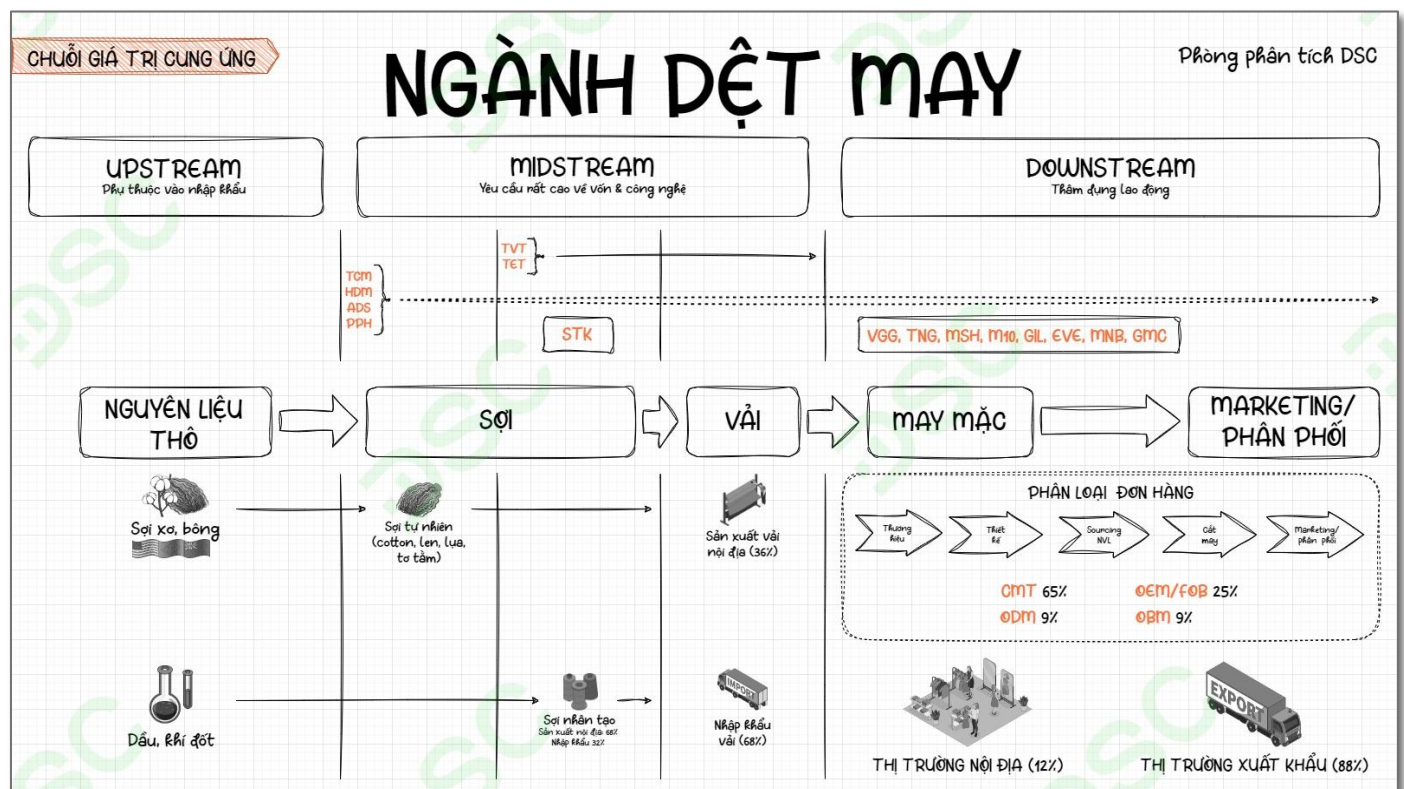 CHUỖI GIÁ TRỊ CUNG ỨNG
NGÀNH DỆT MAY
Phòng phân tích DSC
UPSTREAM
Phụ thuộc vào nhập khẩu
MIDSTREAM
Yêu cầu rất cao về vốn & công nghệ
DOWNSTREAM
Thâm dụng lao động
TCM
HDM
ADS
PPH
TVT
TET
STK
VGG, TNG, MSH, M10, GIL, EVE, MNB, GMC
NGUYÊN LIỆU
THÔ
SỢI
VẢI
MAY MẶC
MARKETING/
PHÂN PHỐI
Sợi xơ, bông
Sợi tự nhiên
(cotton, len, lụa,
tơ tằm)
Sản xuất vải
nội địa (36%)
PHÂN LOẠI ĐƠN HÀNG
Thương
hiệu
Thiết
kế
Sourcing
NVL
Cắt
may
Marketing/
phân phối
CMT 65%
OEM/FOB 25%
ODM 9%
OBM 9%
Dầu, khí đốt
Sợi nhân tạo
Sản xuất nội địa: 68%
Nhập khẩu 32%
IMPORT
Nhập khẩu
vải (68%)
THỊ TRƯỜNG NỘI ĐỊA (12%)
EXPORT
THỊ TRƯỜNG XUẤT KHẨU (88%)
DSC